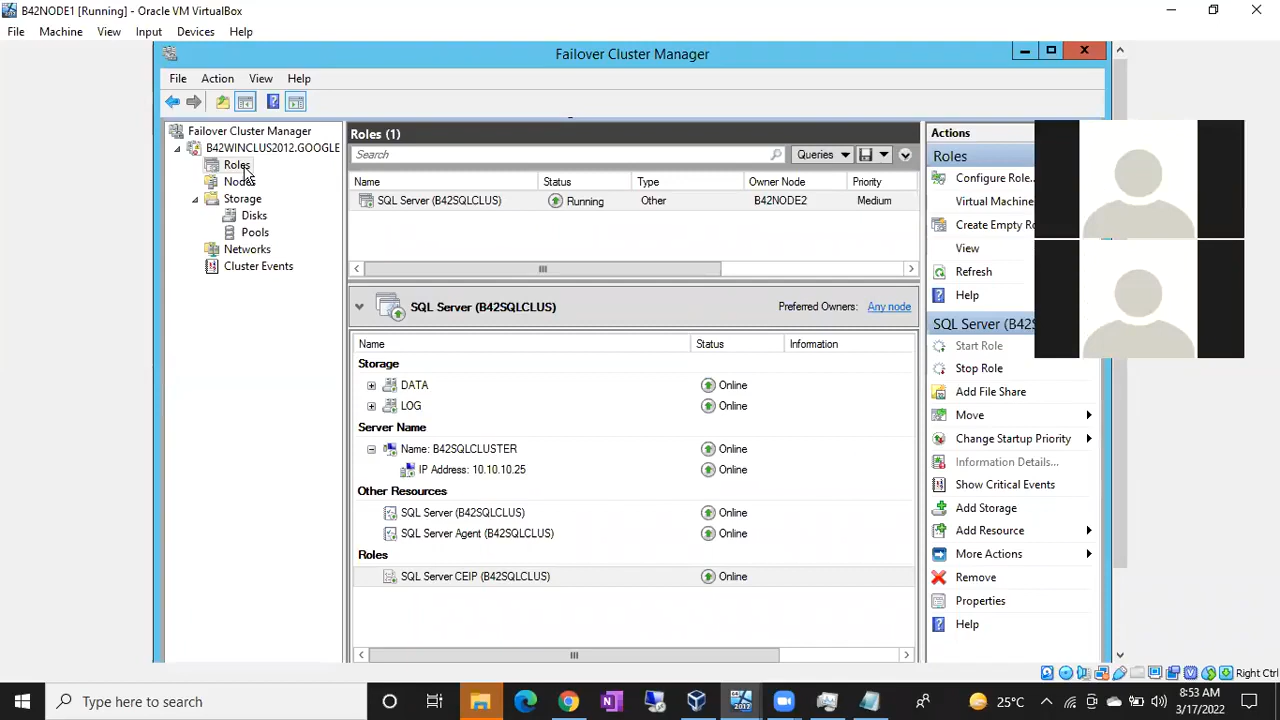 B42NODE1 [Running] - Oracle VM VirtualBox
File Machine View Input Devices Help
Failover Cluster Manager
File Action View Help
Failover Cluster Manager
B42WINCLUS2012.GOOGLE
Roles
Nodes
Storage
Disks
Pools
Networks
Cluster Events
Roles (1)
Search
Queries
Name Status Type Owner Node Priority
SQL Server (B42SQLCLUS) Running Other B42NODE2 Medium
SQL Server (B42SQLCLUS)
Preferred Owners: Any node
Name Status Information
Storage
DATA Online
LOG Online
Server Name
Name: B42SQLCLUSTER Online
IP Address: 10.10.10.25 Online
Other Resources
SQL Server (B42SQLCLUS) Online
SQL Server Agent (B42SQLCLUS) Online
Roles
SQL Server CEIP (B42SQLCLUS) Online
Actions
Roles
Configure Role...
Virtual Machine
Create Empty Ro
View
Refresh
Help
SQL Server (B42S
Start Role
Stop Role
Add File Share
Move
Change Startup Priority
Information Details...
Show Critical Events
Add Storage
Add Resource
More Actions
Remove
Properties
Help
Right Ctrl
Type here to search
2012
25°C
8:53 AM
3/17/2022